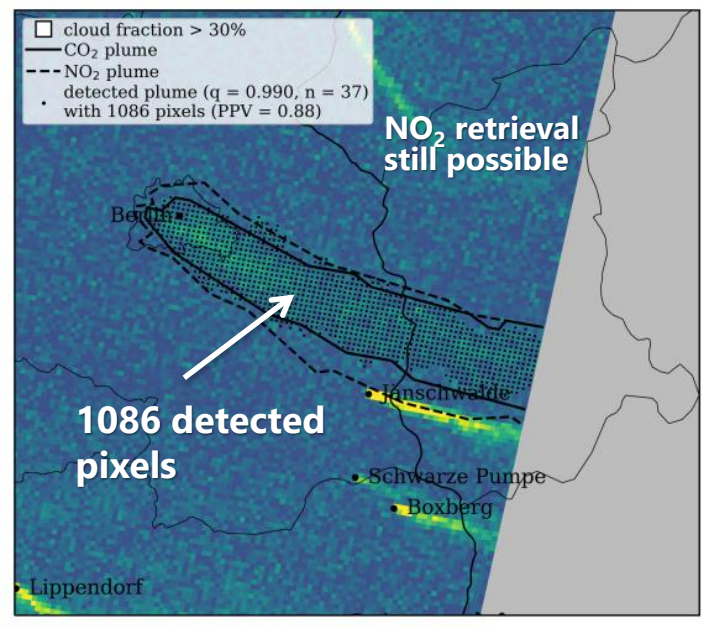 cloud fraction > 30%
CO₂ plume
NO₂ plume
detected plume (q = 0.990, n = 37)
with 1086 pixels (PPV = 0.88)
NO₂ retrieval
still possible
Berlin
Jänschwalde
1086 detected
pixels
Schwarze Pumpe
Boxberg
Lippendorf